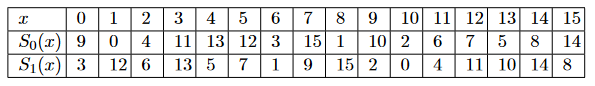 x 0 1 2 3 4 5 6 7 8 9 10 11 12 13 14 15
S₀(x) 9 0 4 11 13 12 3 15 1 10 2 6 7 5 8 14
S₁(x) 3 12 6 13 5 7 1 9 15 2 0 4 11 10 14 8